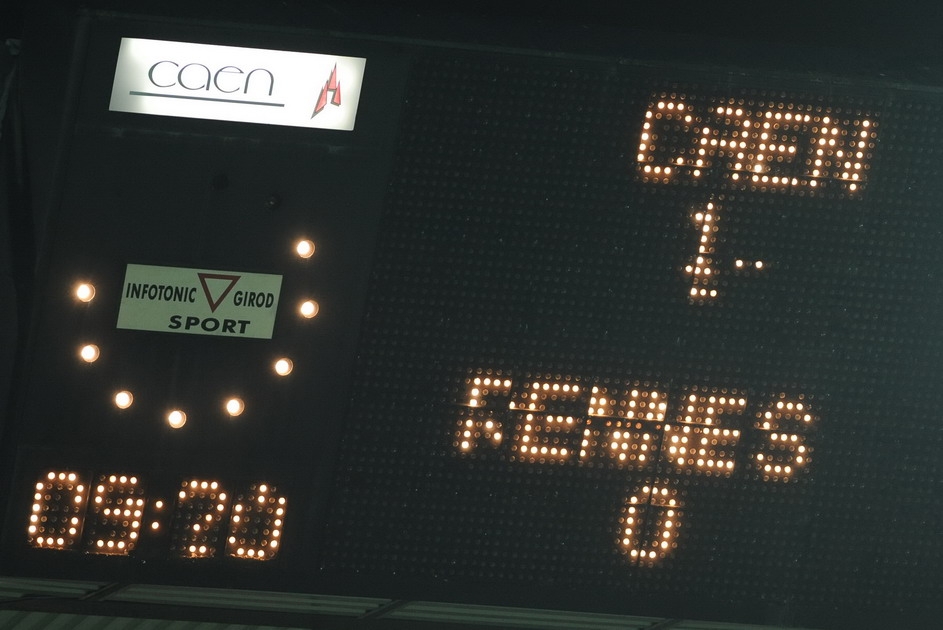 caen
INFOTONIC GIROD
SPORT
09:20
CAEN
1-
RENNES
0